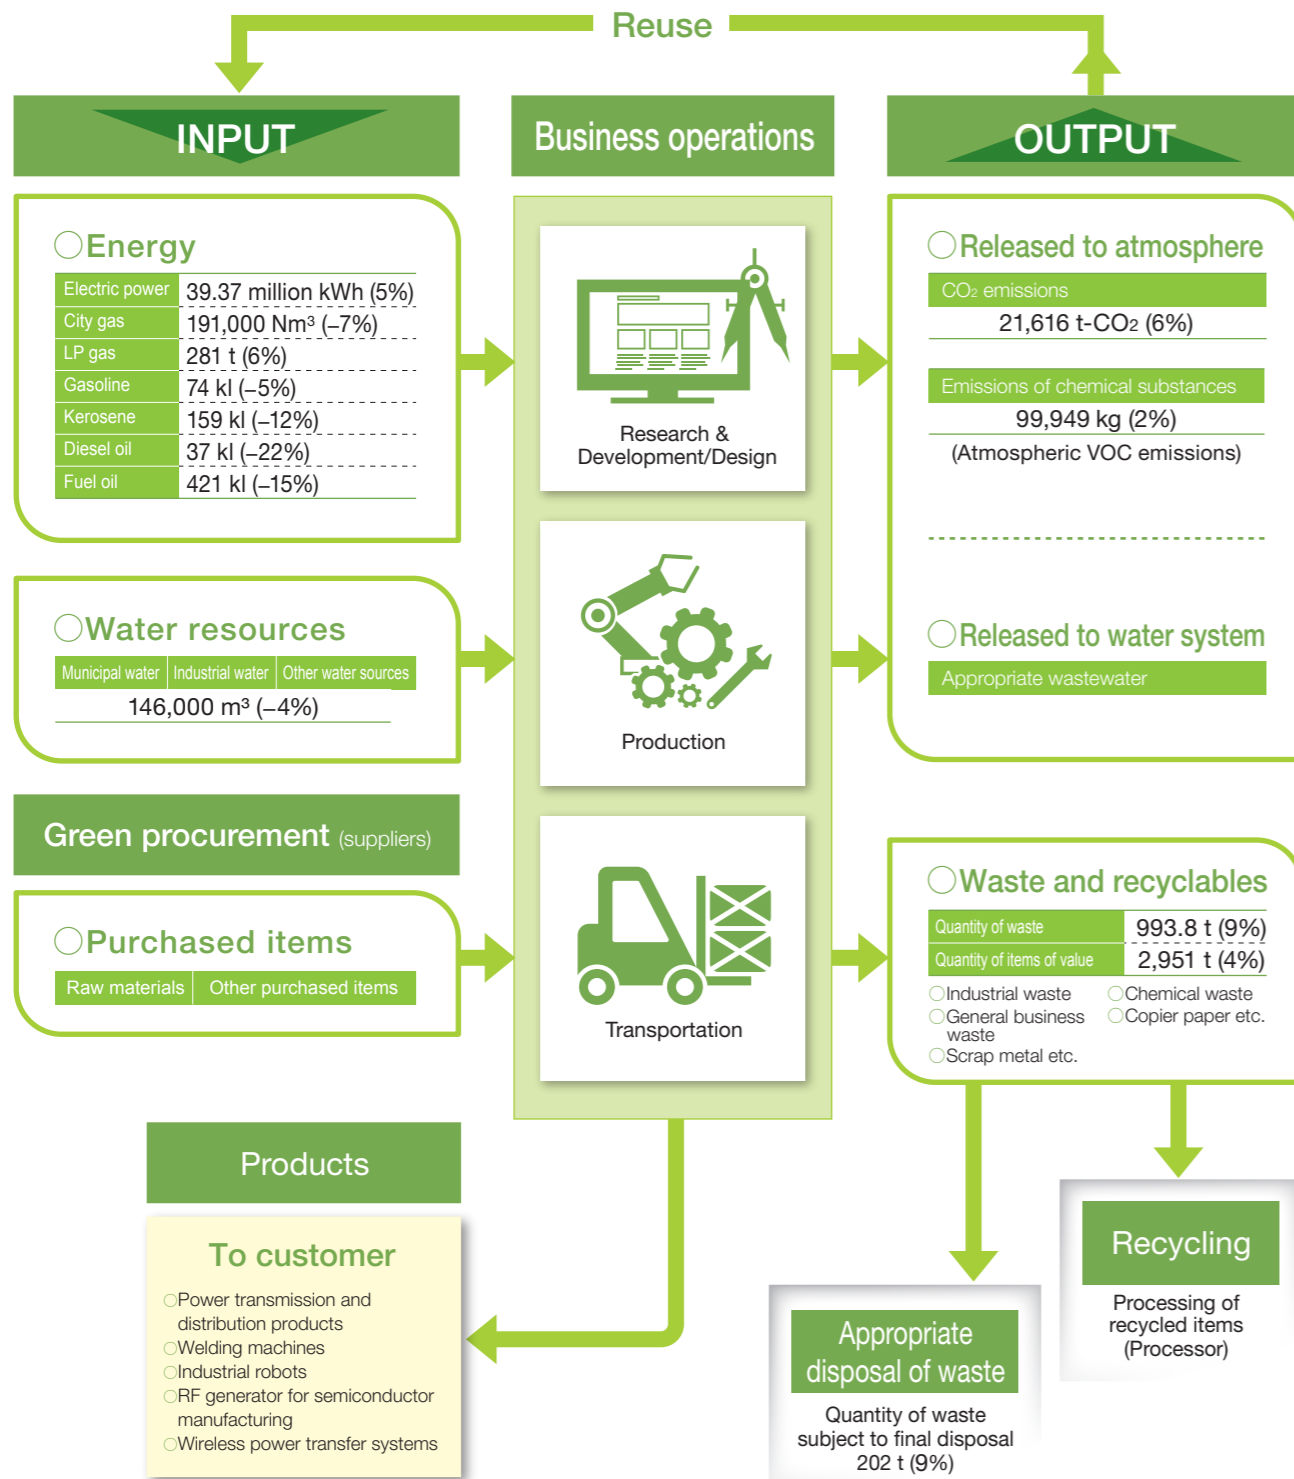 Reuse
INPUT
Business operations
OUTPUT
○Energy
Electric power 39.37 million kWh (5%)
City gas 191,000 Nm³ (–7%)
LP gas 281 t (6%)
Gasoline 74 kl (–5%)
Kerosene 159 kl (–12%)
Diesel oil 37 kl (–22%)
Fuel oil 421 kl (–15%)
○Water resources
Municipal water Industrial water Other water sources
146,000 m³ (–4%)
Green procurement (suppliers)
○Purchased items
Raw materials Other purchased items
Research &
Development/Design
Production
Transportation
○Released to atmosphere
CO₂ emissions
21,616 t-CO₂ (6%)
Emissions of chemical substances
99,949 kg (2%)
(Atmospheric VOC emissions)
○Released to water system
Appropriate wastewater
○Waste and recyclables
Quantity of waste 993.8 t (9%)
Quantity of items of value 2,951 t (4%)
○Industrial waste ○Chemical waste
○General business ○Copier paper etc.
waste
○Scrap metal etc.
Products
To customer
○Power transmission and
distribution products
○Welding machines
○Industrial robots
○RF generator for semiconductor
manufacturing
○Wireless power transfer systems
Appropriate
disposal of waste
Quantity of waste
subject to final disposal
202 t (9%)
Recycling
Processing of
recycled items
(Processor)